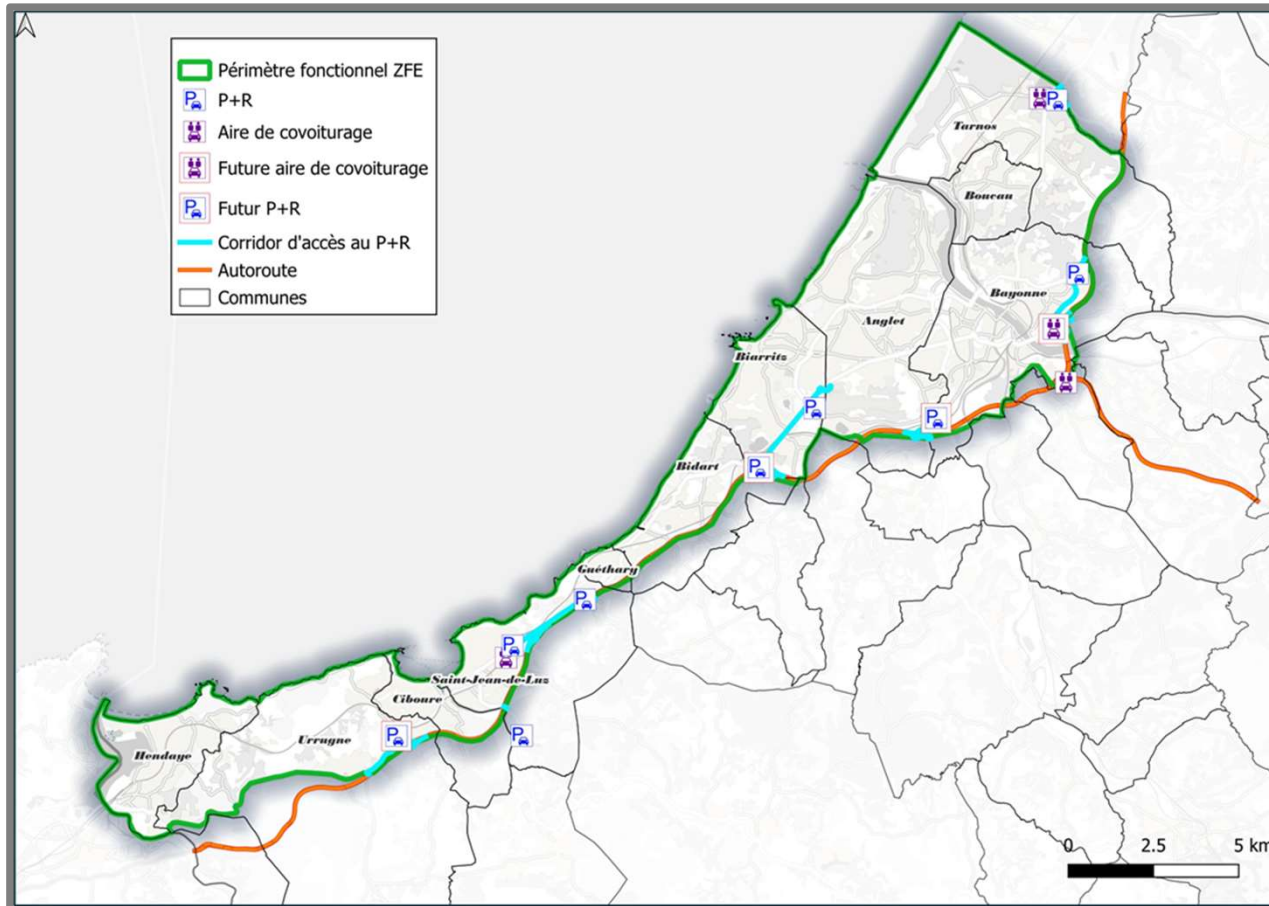 Périmètre fonctionnel ZFE
P+R
Aire de covoiturage
Future aire de covoiturage
Futur P+R
Corridor d'accès au P+R
Autoroute
Communes
Tarnos
Boucau
Bayonne
Anglet
Biarritz
Bidart
Guéthary
Saint-Jean-de-Luz
Ciboure
Urrugne
Hendaye
0 2.5 5 km